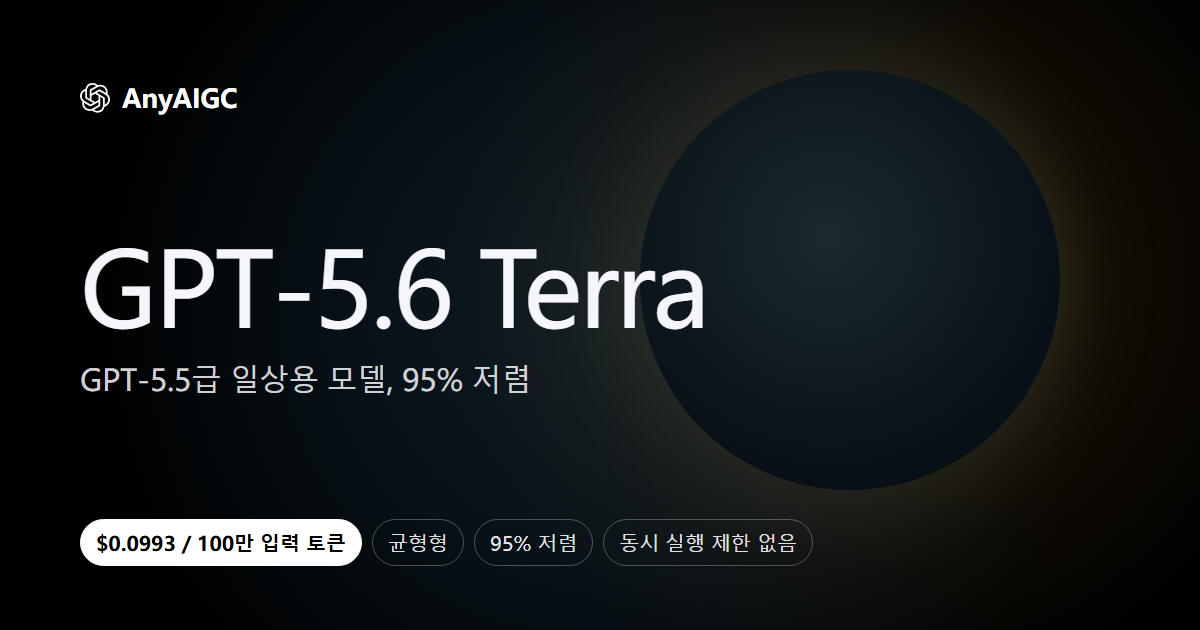 AnyAIGC
GPT-5.6 Terra
GPT-5.5급 일상용 모델, 95% 저렴
$0.0993 / 100만 입력 토큰
균형형
95% 저렴
동시 실행 제한 없음